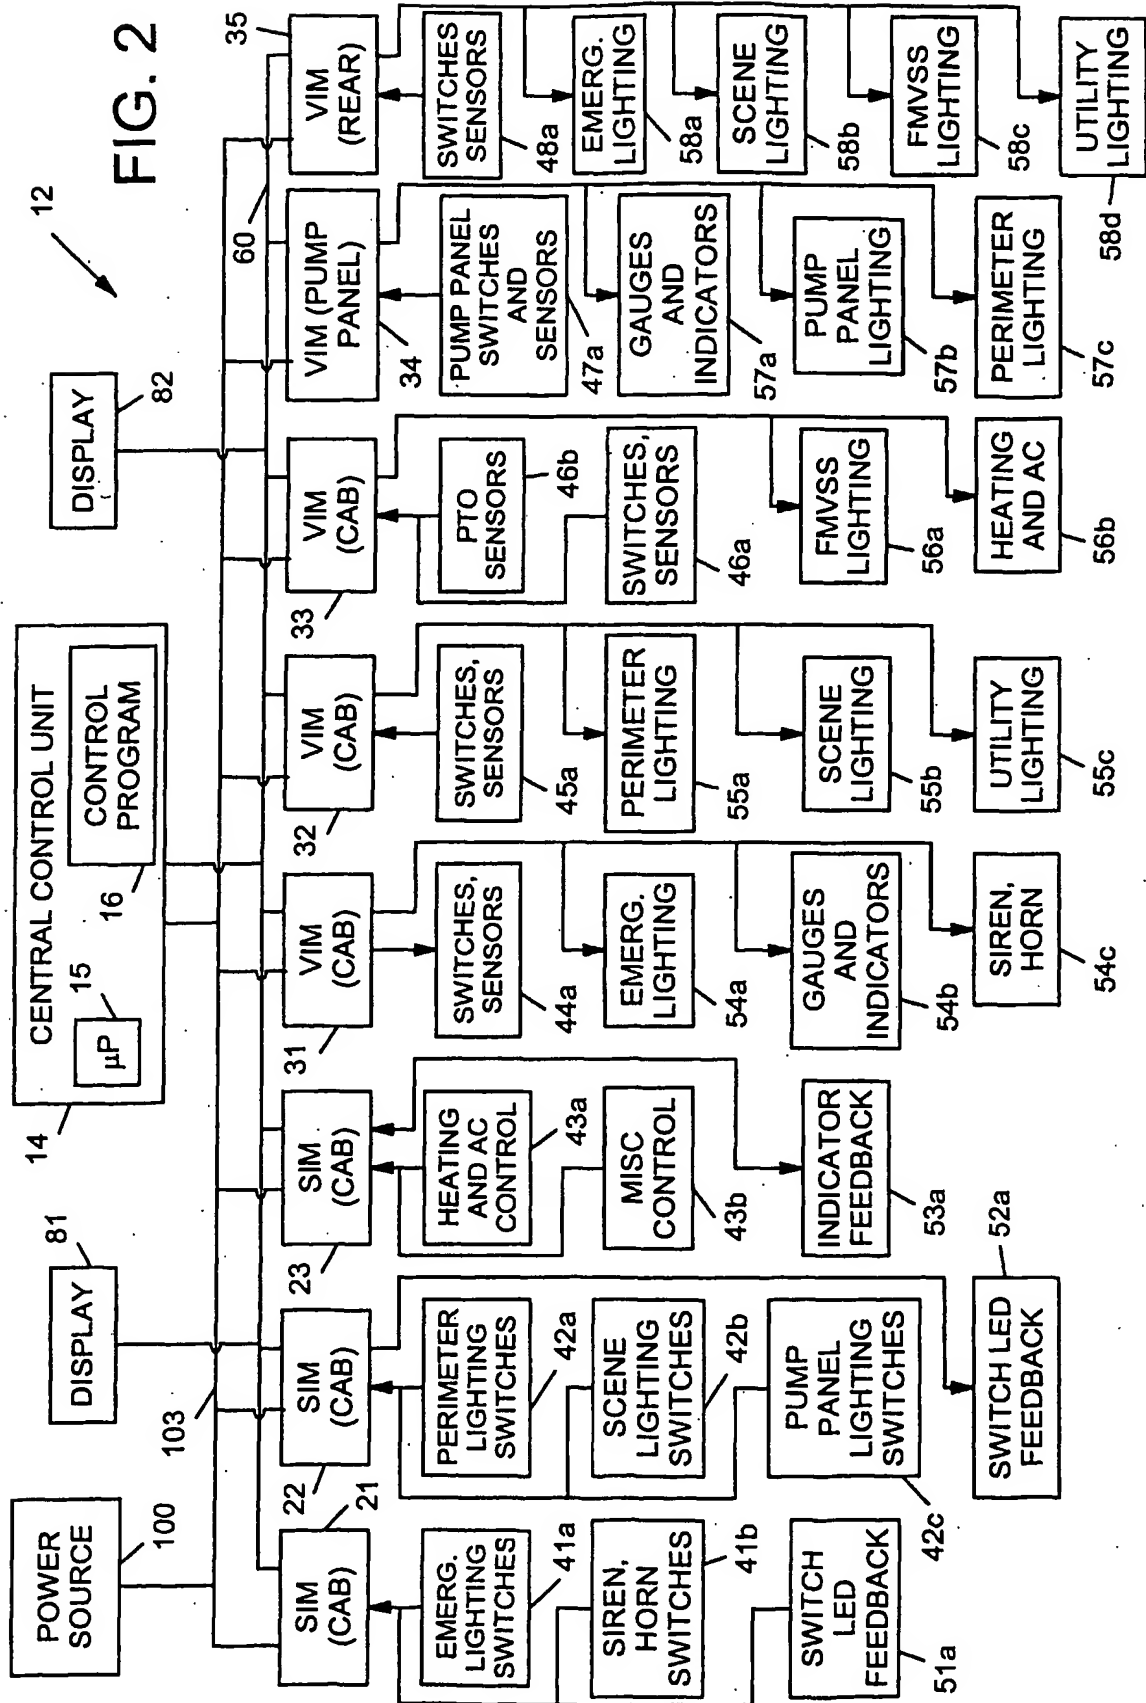 FIG. 2
12
POWER
SOURCE
100
103
DISPLAY
81
CENTRAL CONTROL UNIT
14
μP
15
CONTROL
PROGRAM
16
DISPLAY
82
60
SIM
(CAB)
21
EMERG.
LIGHTING
SWITCHES
41a
SIREN,
HORN
SWITCHES
41b
SWITCH
LED
FEEDBACK
51a
SIM
(CAB)
22
PERIMETER
LIGHTING
SWITCHES
42a
SCENE
LIGHTING
SWITCHES
42b
PUMP
PANEL
LIGHTING
SWITCHES
42c
SWITCH LED
FEEDBACK
52a
SIM
(CAB)
23
HEATING
AND AC
CONTROL
43a
MISC
CONTROL
43b
INDICATOR
FEEDBACK
53a
VIM
(CAB)
31
SWITCHES,
SENSORS
44a
EMERG.
LIGHTING
54a
GAUGES
AND
INDICATORS
54b
SIREN,
HORN
54c
VIM
(CAB)
32
SWITCHES,
SENSORS
45a
PERIMETER
LIGHTING
55a
SCENE
LIGHTING
55b
UTILITY
LIGHTING
55c
VIM
(CAB)
33
PTO
SENSORS
46b
SWITCHES,
SENSORS
46a
FMVSS
LIGHTING
56a
HEATING
AND AC
56b
VIM (PUMP
PANEL)
34
PUMP PANEL
SWITCHES
AND
SENSORS
47a
GAUGES
AND
INDICATORS
57a
PUMP
PANEL
LIGHTING
57b
PERIMETER
LIGHTING
57c
VIM
(REAR)
35
SWITCHES
SENSORS
48a
EMERG.
LIGHTING
58a
SCENE
LIGHTING
58b
FMVSS
LIGHTING
58c
UTILITY
LIGHTING
58d